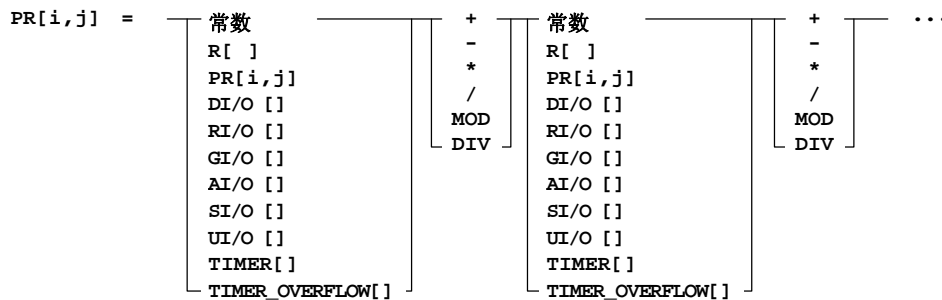 PR[i,j] = 常数 + 常数 + ...
R[ ] - R[ ] -
PR[i,j] * PR[i,j] *
DI/O [] / DI/O [] /
RI/O [] MOD RI/O [] MOD
GI/O [] DIV GI/O [] DIV
AI/O [] AI/O []
SI/O [] SI/O []
UI/O [] UI/O []
TIMER[] TIMER[]
TIMER_OVERFLOW[] TIMER_OVERFLOW[]